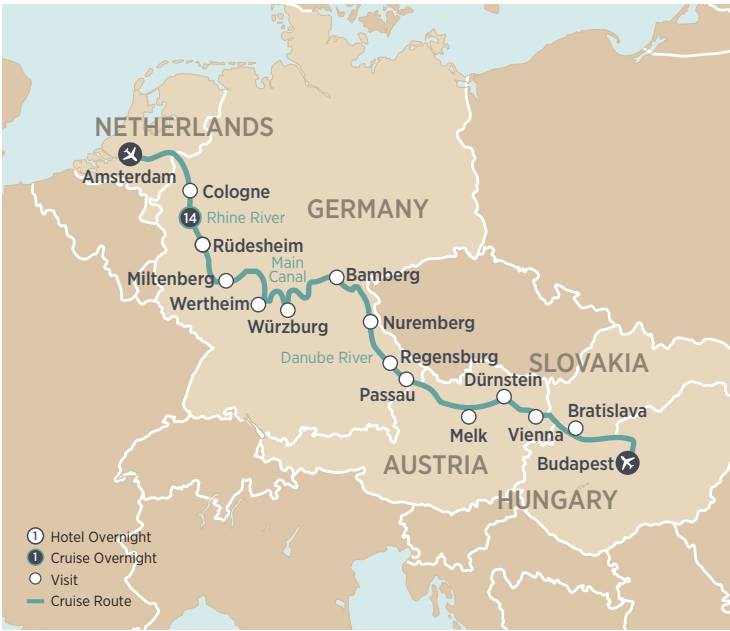 NETHERLANDS
Amsterdam
Cologne
14 Rhine River
GERMANY
Rüdesheim
Main
Canal
Miltenberg
Bamberg
Wertheim
Würzburg
Nuremberg
Danube River
Regensburg
SLOVAKIA
Passau
Dürnstein
Bratislava
Melk
Vienna
AUSTRIA
Budapest
HUNGARY
1 Hotel Overnight
1 Cruise Overnight
Visit
Cruise Route